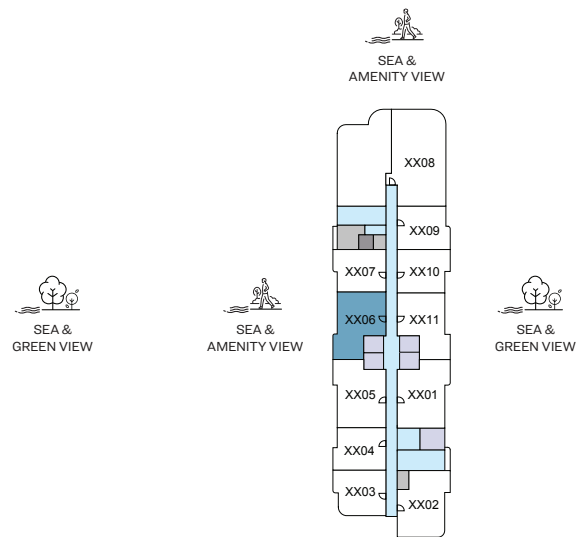 SEA &
AMENITY VIEW
XX08
XX09
XX07
XX10
XX06
XX11
SEA &
GREEN VIEW
SEA &
AMENITY VIEW
SEA &
GREEN VIEW
XX05
XX01
XX04
XX03
XX02